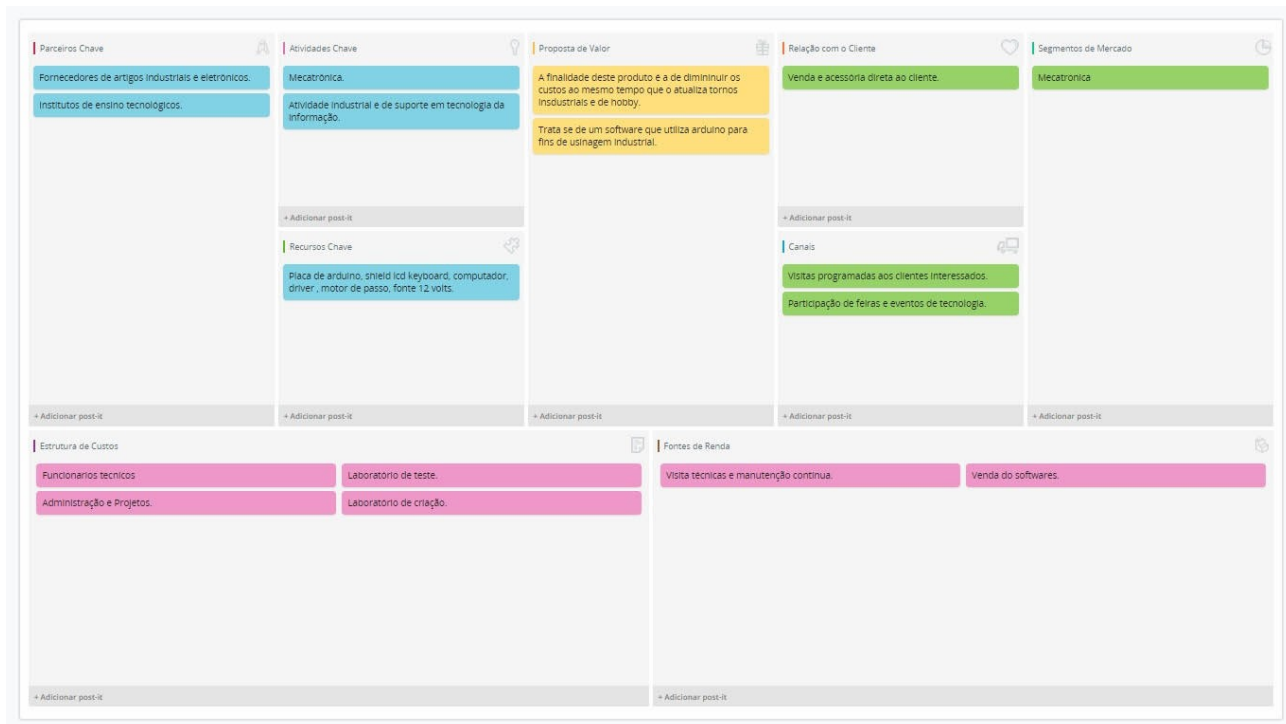 Parceiros Chave
Fornecedores de artigos industriais e eletrônicos.
Institutos de ensino tecnológicos.
+ Adicionar post-it
Atividades Chave
Mecatrônica.
Atividade industrial e de suporte em tecnologia da
informação.
+ Adicionar post-it
Recursos Chave
Placa de arduino, shield lcd keyboard, computador,
driver , motor de passo, fonte 12 volts.
+ Adicionar post-it
Proposta de Valor
A finalidade deste produto e a de dimininuir os
custos ao mesmo tempo que o atualiza tornos
insdustriais e de hobby.
Trata se de um software que utiliza arduino para
fins de usinagem industrial.
+ Adicionar post-it
Relação com o Cliente
Venda e acessória direta ao cliente.
+ Adicionar post-it
Canais
Visitas programadas aos clientes interessados.
Participação de feiras e eventos de tecnologia.
+ Adicionar post-it
Segmentos de Mercado
Mecatronica
+ Adicionar post-it
Estrutura de Custos
Funcionarios tecnicos
Laboratório de teste.
Administração e Projetos.
Laboratório de criação.
+ Adicionar post-it
Fontes de Renda
Visita técnicas e manutenção continua.
Venda do softwares.
+ Adicionar post-it